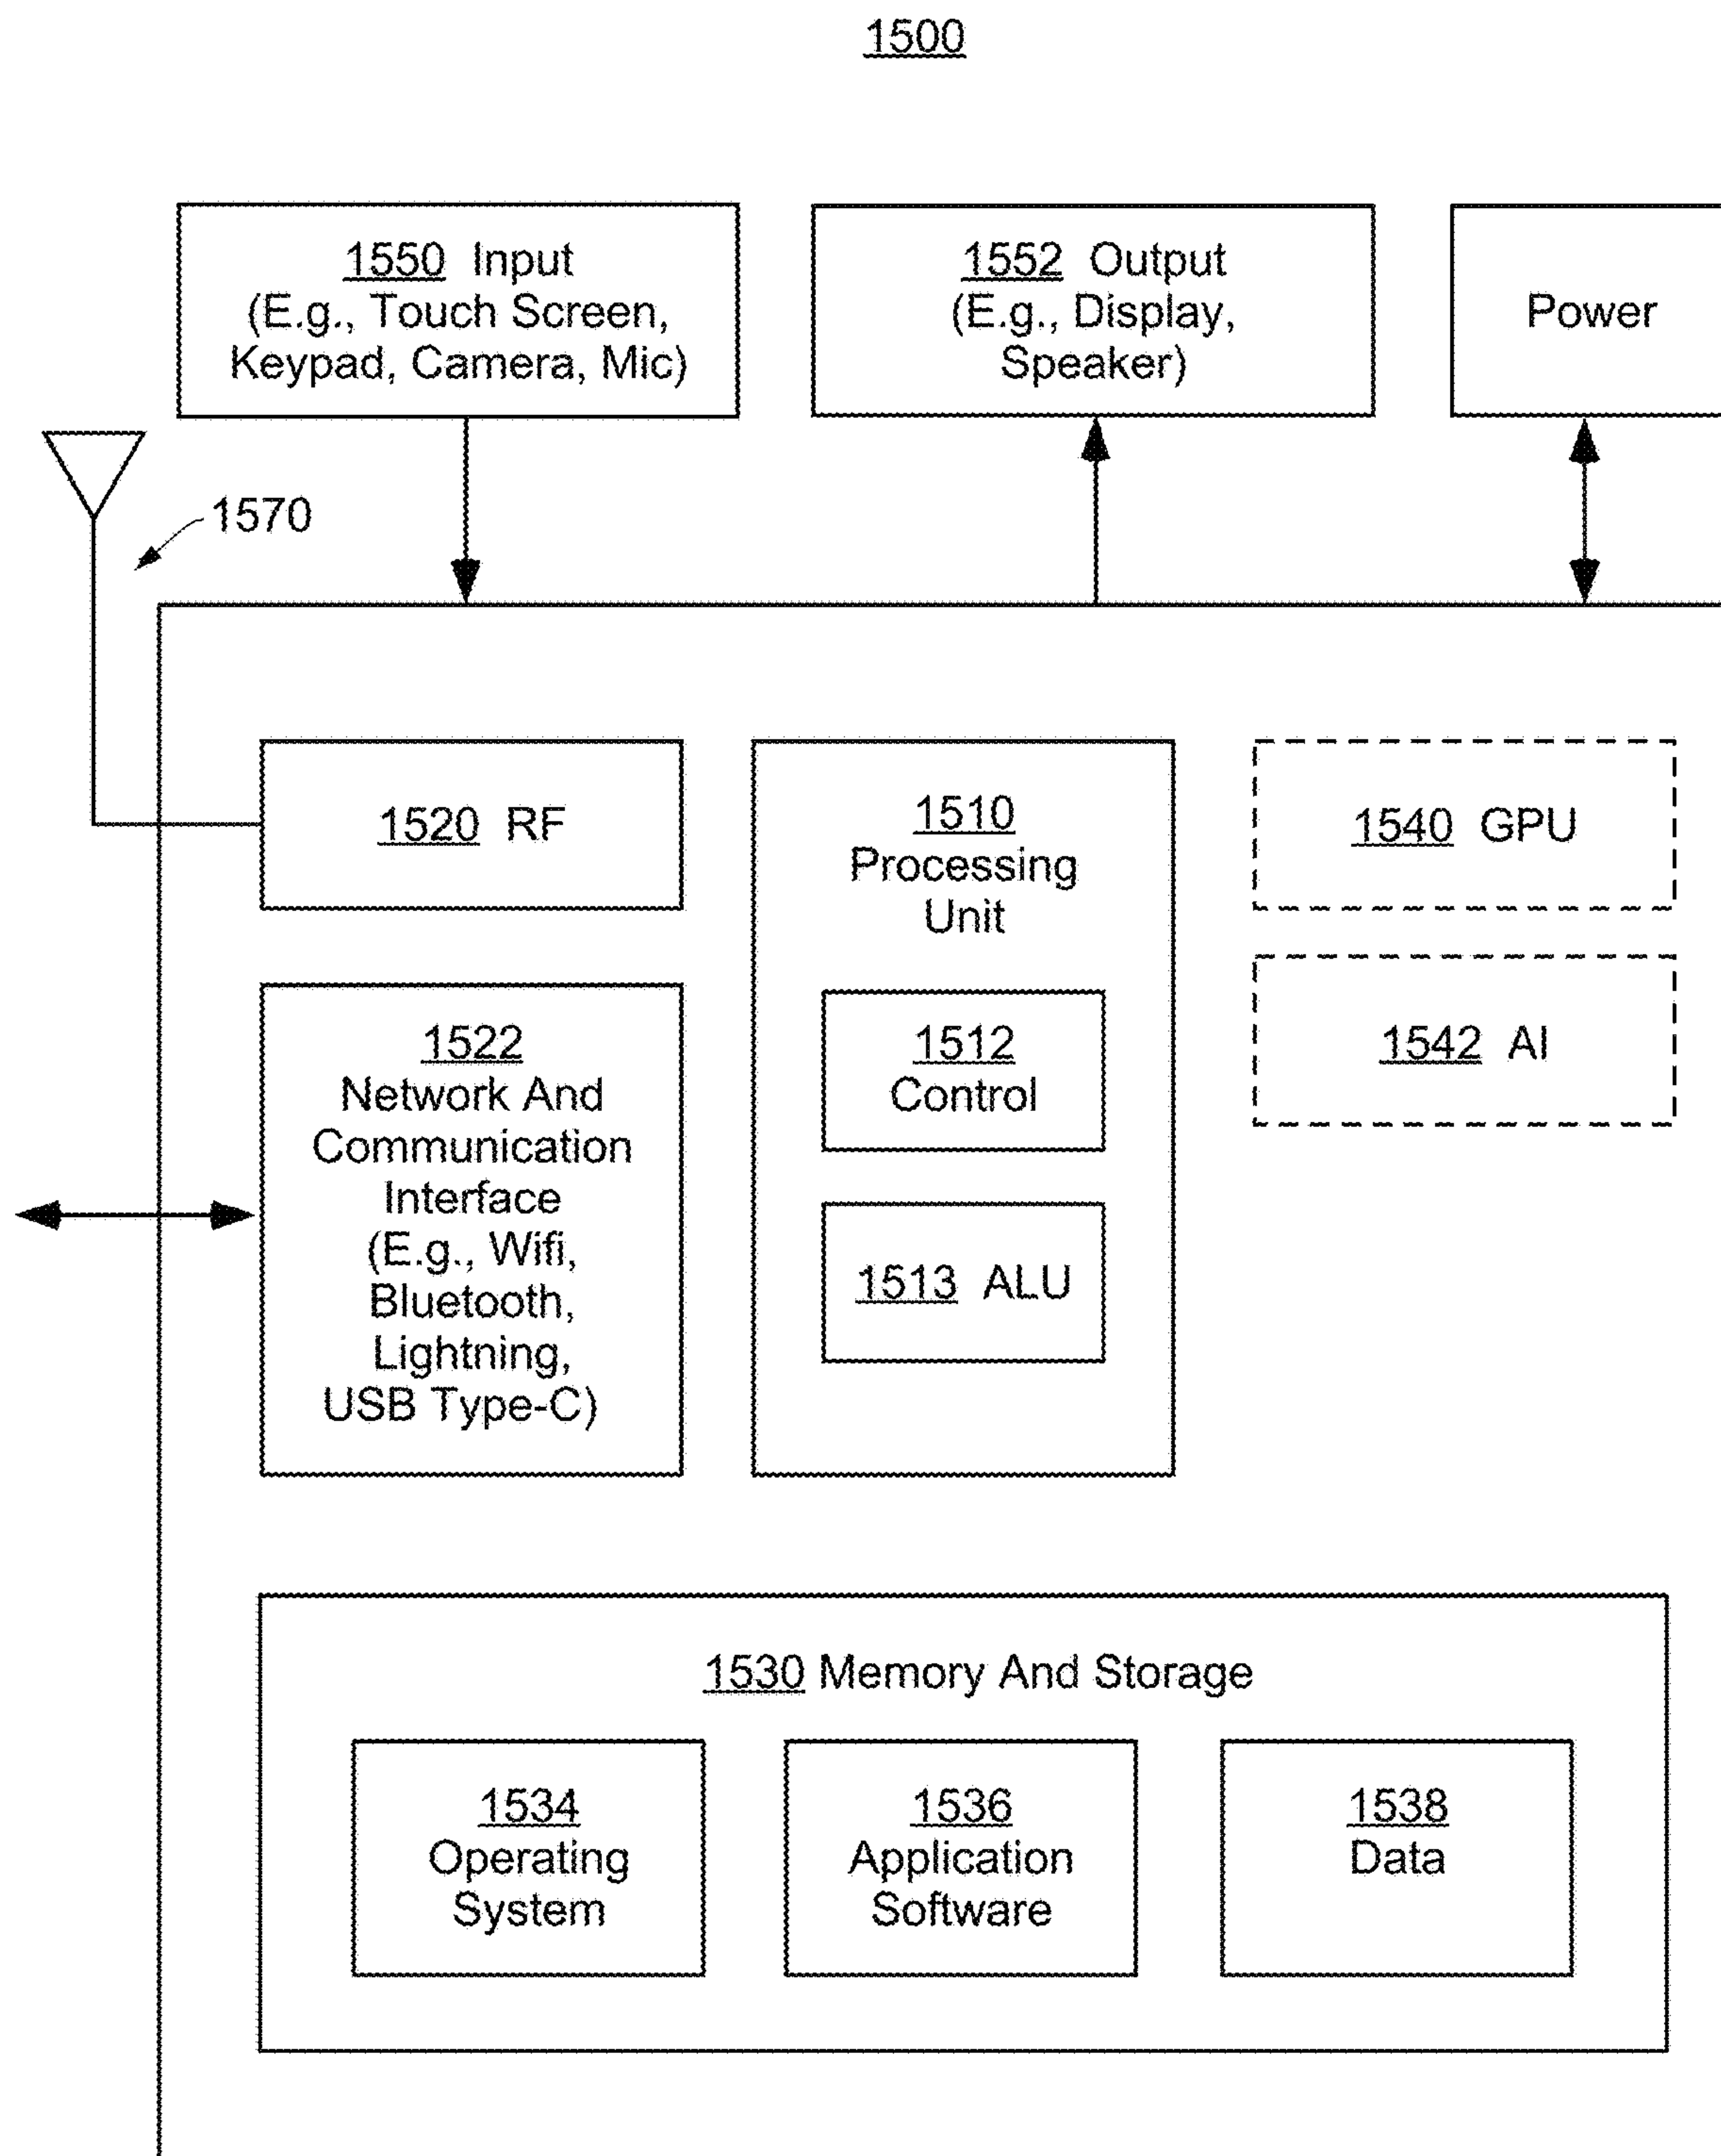 1500
1550 Input
(E.g., Touch Screen,
Keypad, Camera, Mic)
1552 Output
(E.g., Display,
Speaker)
Power
1570
1520 RF
1522
Network And
Communication
Interface
(E.g., Wifi,
Bluetooth,
Lightning,
USB Type-C)
1510
Processing
Unit
1512
Control
1513 ALU
1540 GPU
1542 AI
1530 Memory And Storage
1534
Operating
System
1536
Application
Software
1538
Data